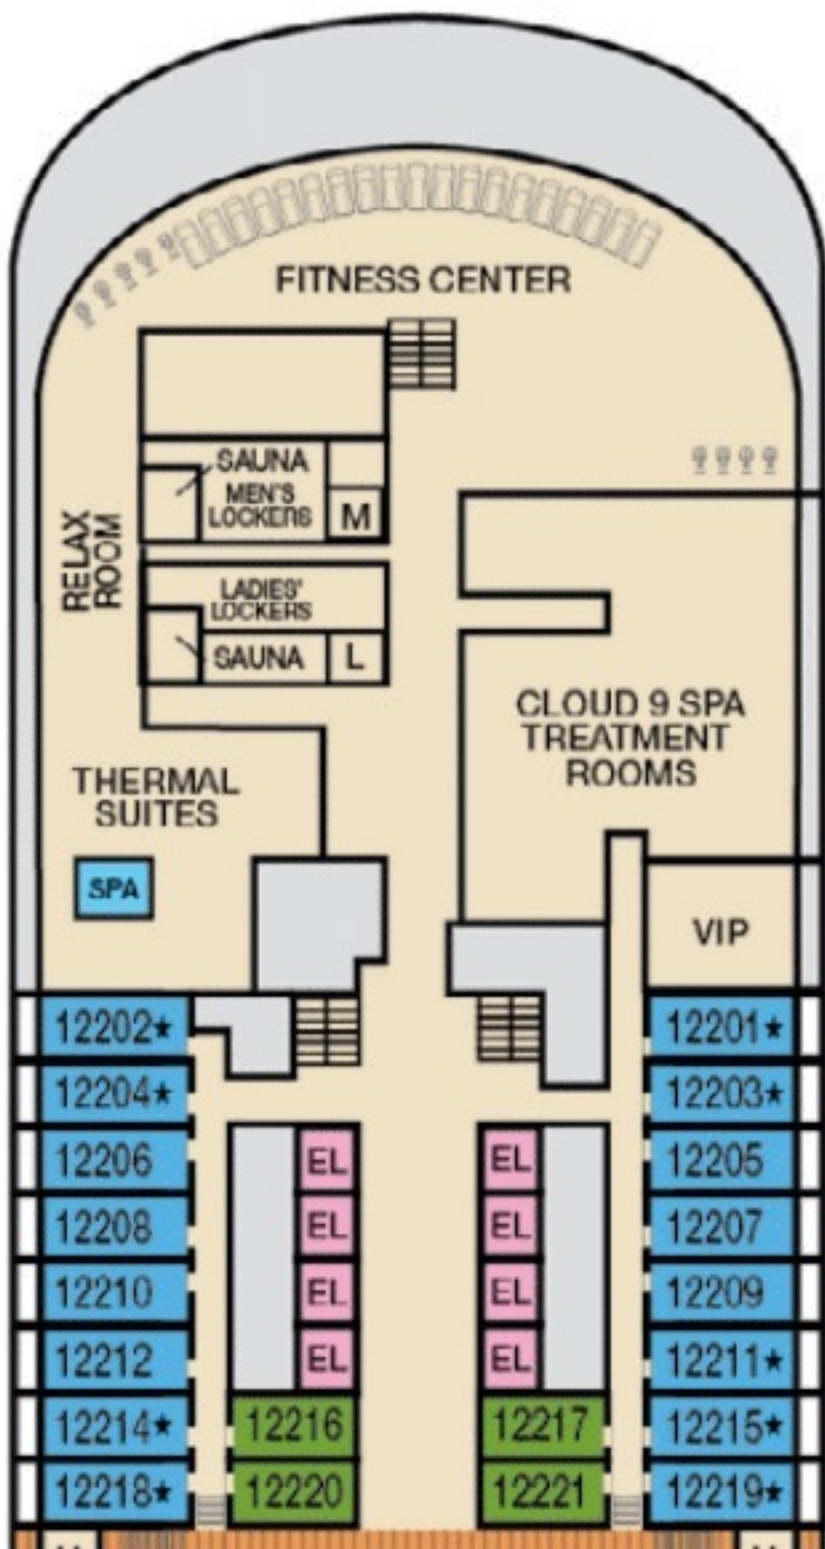 FITNESS CENTER
SAUNA
MEN'S
LOCKERS
M
RELAX
ROOM
LADIES'
LOCKERS
SAUNA
L
CLOUD 9 SPA
TREATMENT
ROOMS
THERMAL
SUITES
SPA
VIP
12202★
12201★
12204★
12203★
12206
EL
EL
12205
12208
EL
EL
12207
12210
EL
EL
12209
12212
EL
EL
12211★
12214★
12216
12217
12215★
12218★
12220
12221
12219★